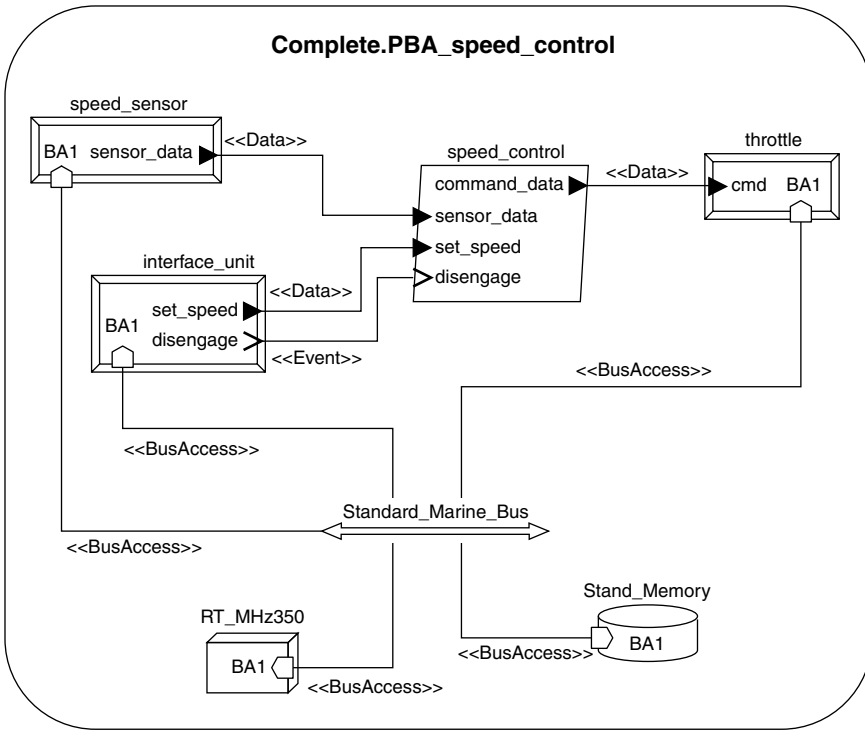 Complete.PBA_speed_control
speed_sensor
BA1 sensor_data
<<Data>>
speed_control
command_data
sensor_data
set_speed
disengage
<<Data>>
throttle
cmd BA1
interface_unit
BA1
set_speed
disengage
<<Data>>
<<Event>>
<<BusAccess>>
<<BusAccess>>
Standard_Marine_Bus
<<BusAccess>>
RT_MHz350
BA1
<<BusAccess>>
Stand_Memory
BA1
<<BusAccess>>